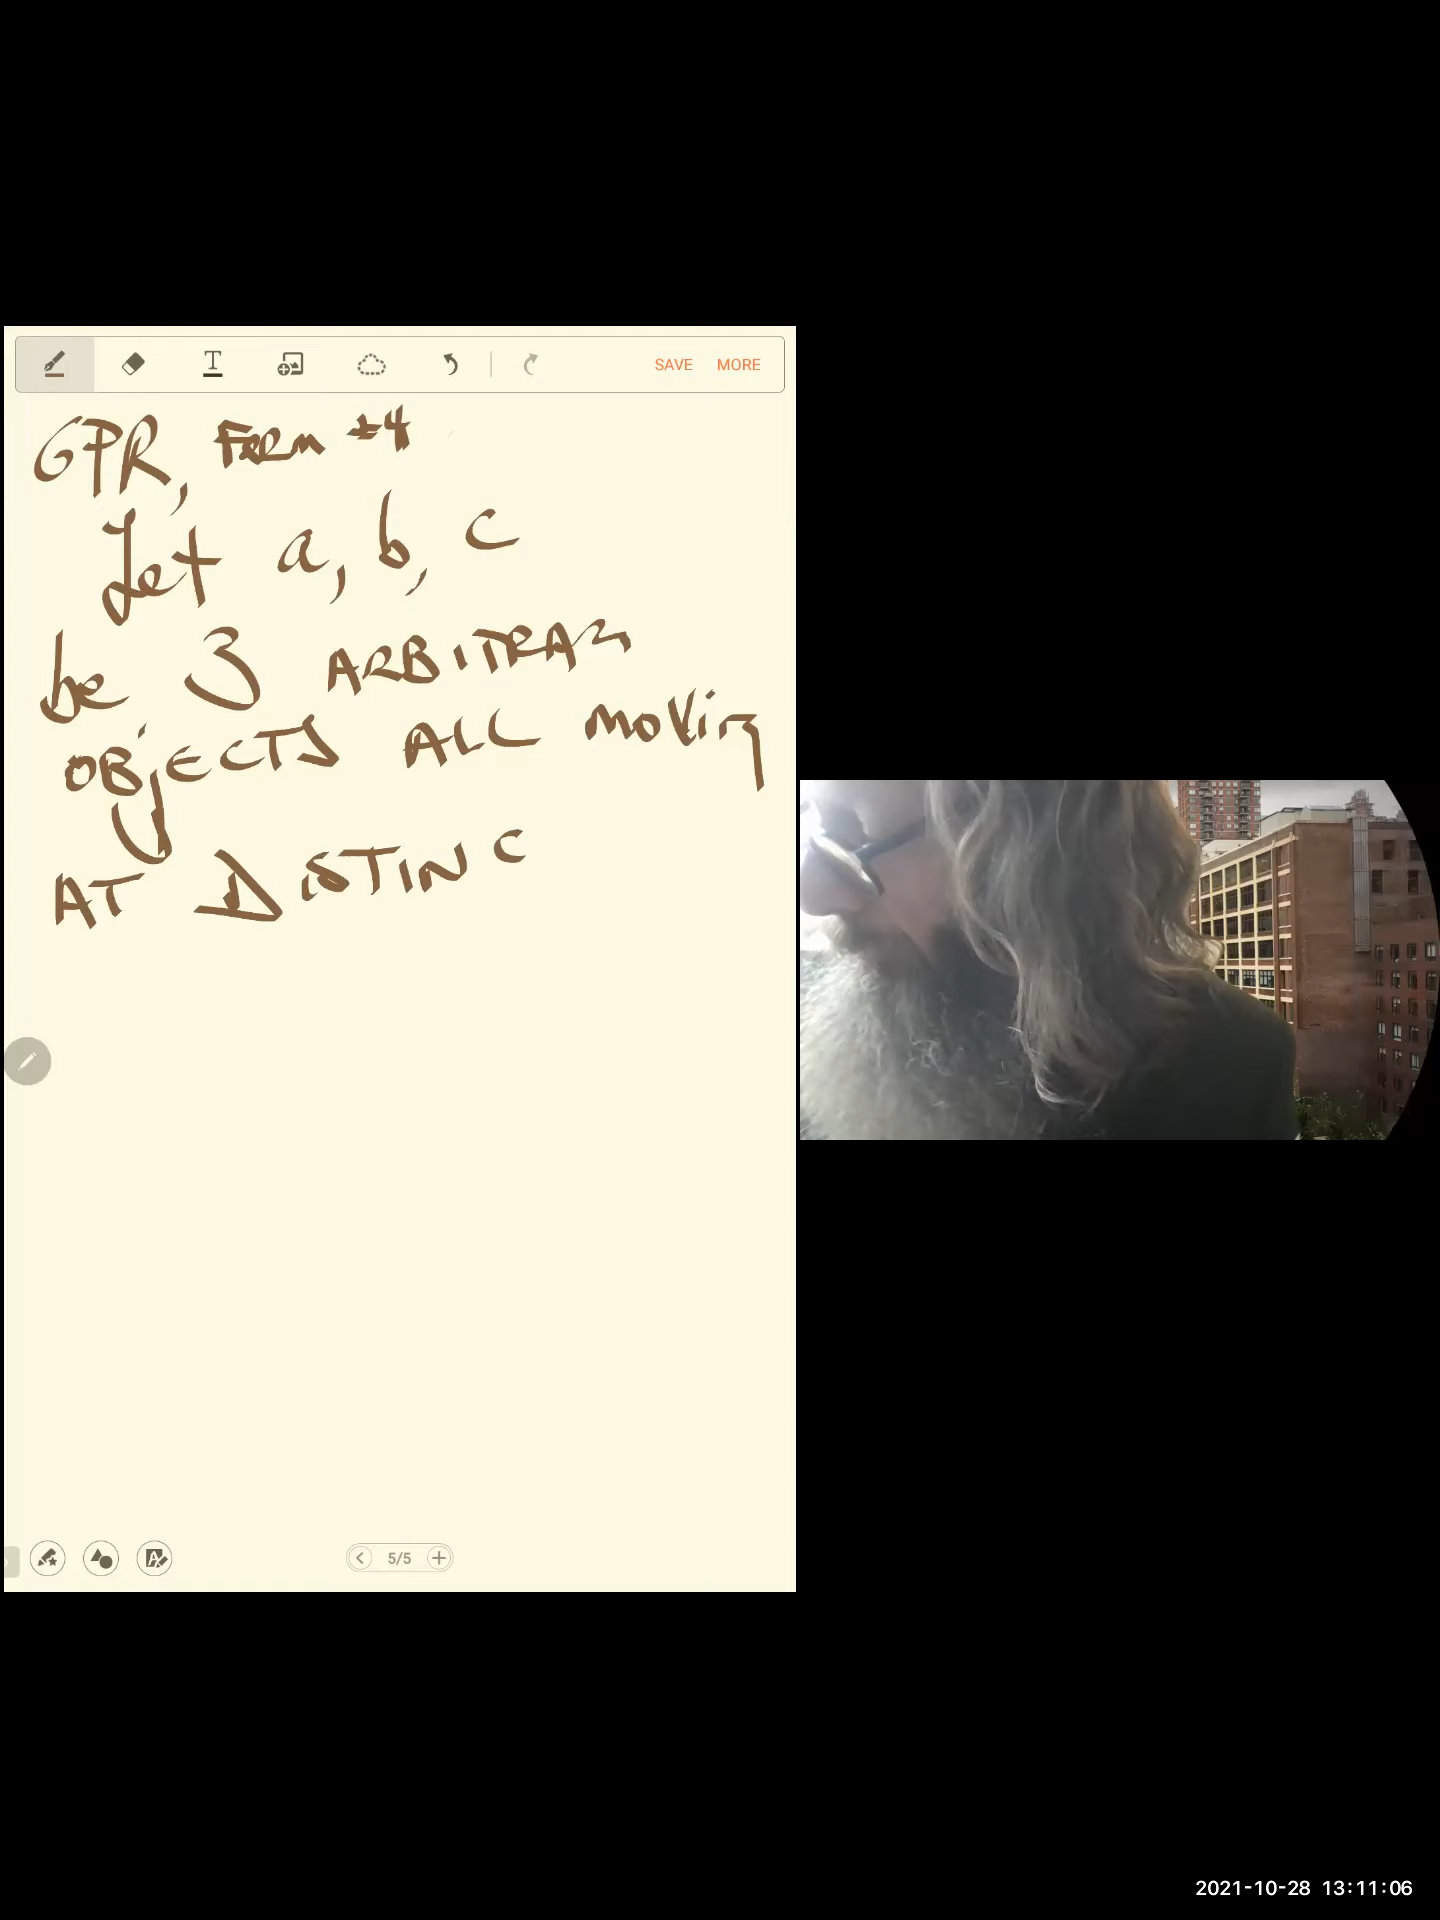 SAVE MORE
GPR, Form #4
Let a, b, c
be 3 ARBITRARY
OBJECTS ALL moving
AT DISTINC
5/5
2021-10-28 13:11:06